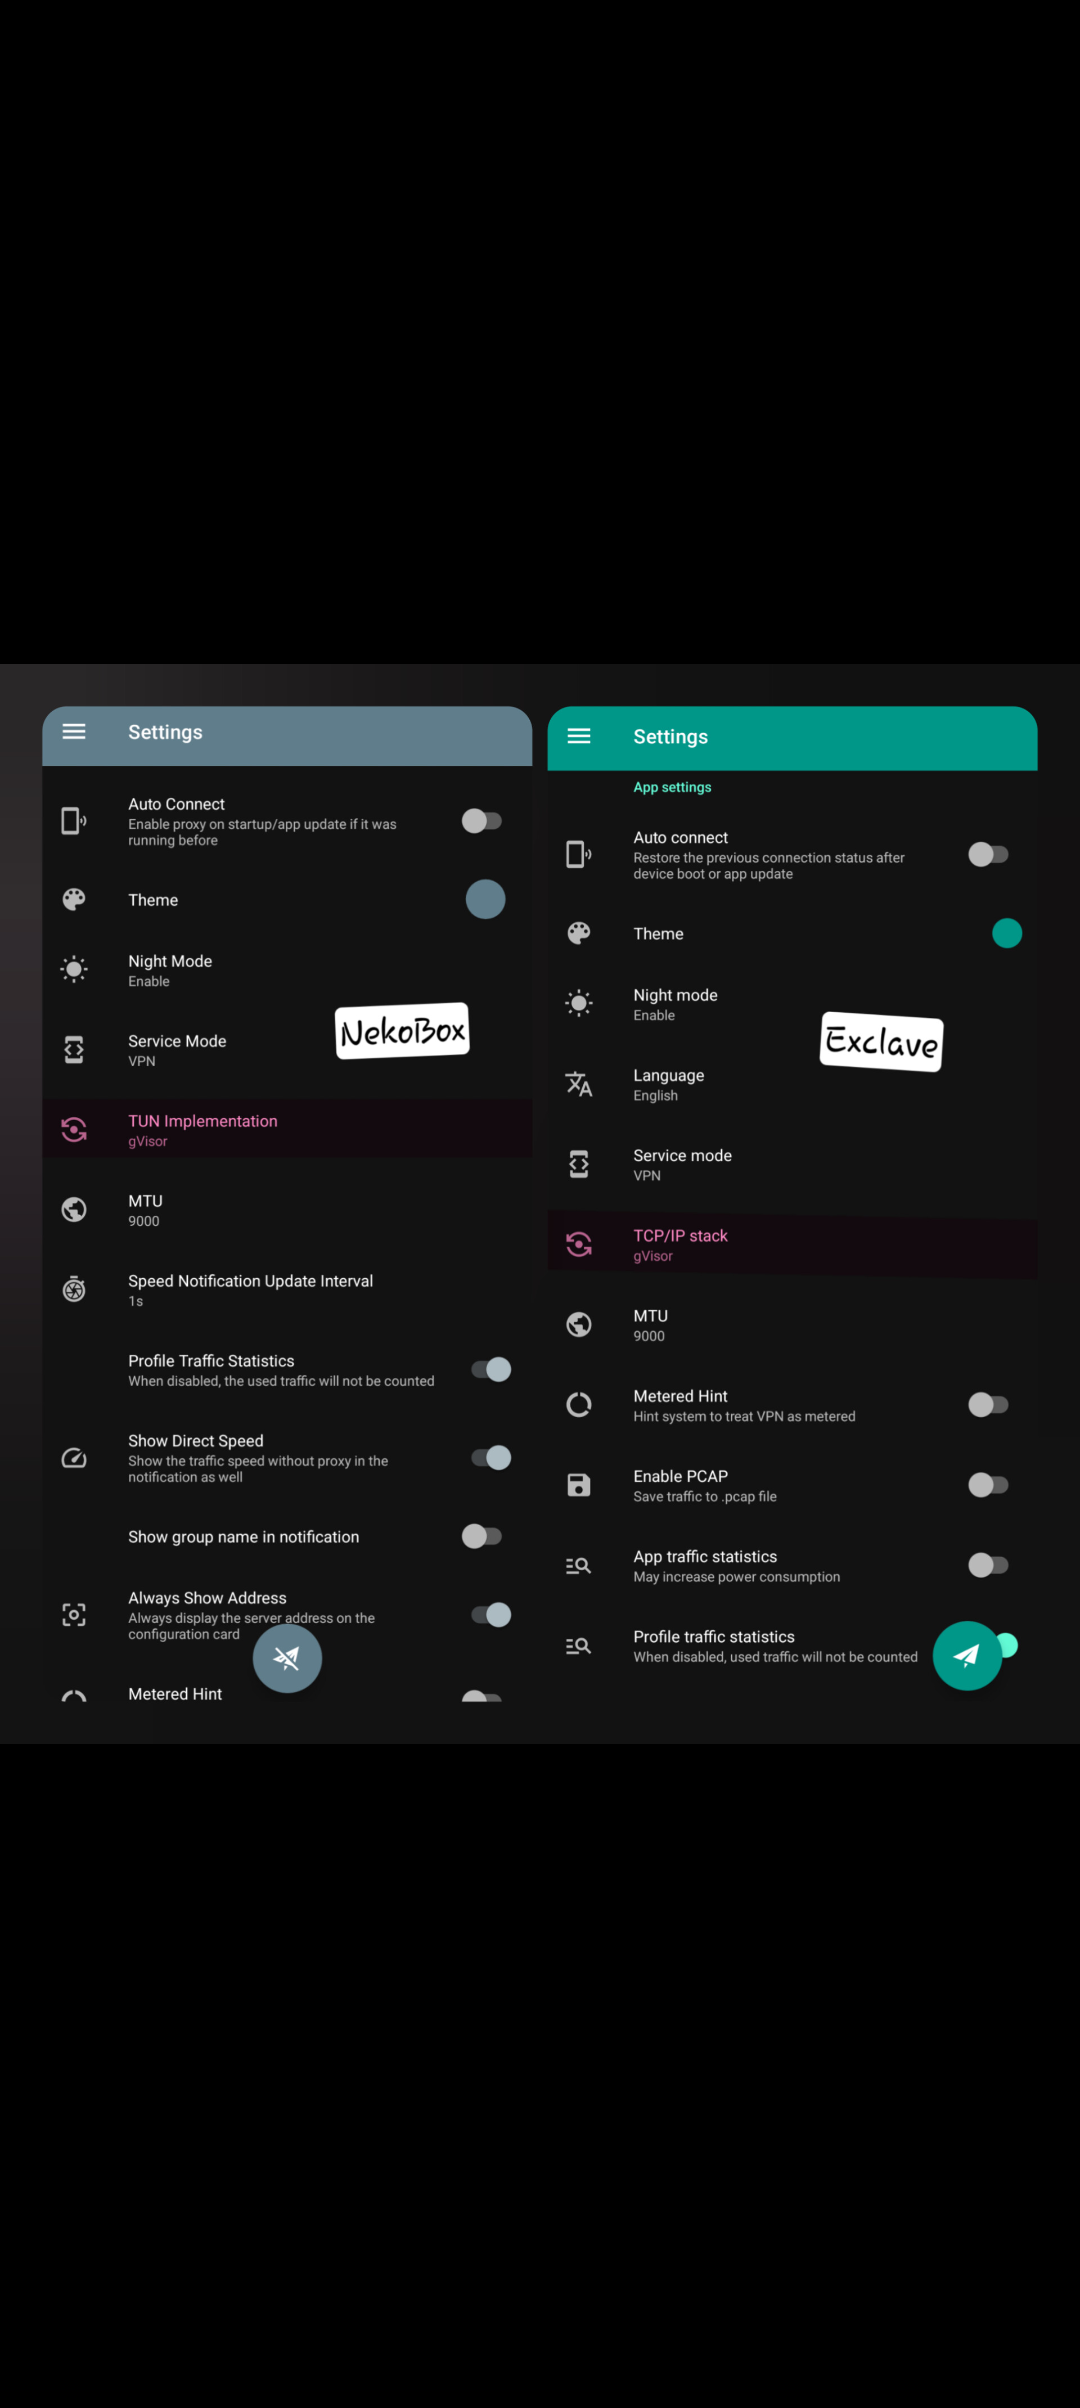 Settings
Auto Connect
Enable proxy on startup/app update if it was
running before
Theme
Night Mode
Enable
NekoBox
Service Mode
VPN
TUN Implementation
gVisor
MTU
9000
Speed Notification Update Interval
1s
Profile Traffic Statistics
When disabled, the used traffic will not be counted
Show Direct Speed
Show the traffic speed without proxy in the
notification as well
Show group name in notification
Always Show Address
Always display the server address on the
configuration card
Metered Hint
Settings
App settings
Auto connect
Restore the previous connection status after
device boot or app update
Theme
Night mode
Enable
Exclave
Language
English
Service mode
VPN
TCP/IP stack
gVisor
MTU
9000
Metered Hint
Hint system to treat VPN as metered
Enable PCAP
Save traffic to .pcap file
App traffic statistics
May increase power consumption
Profile traffic statistics
When disabled, used traffic will not be counted